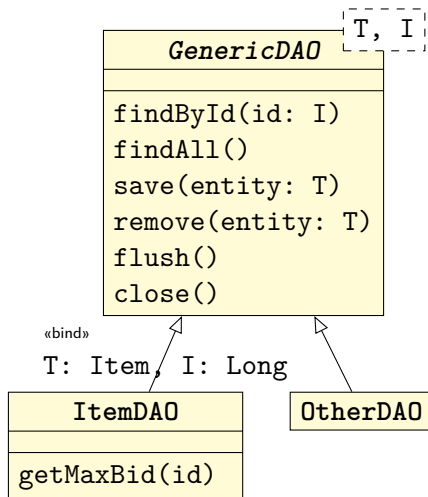 T, I
GenericDAO
findById(id: I)
findAll()
save(entity: T)
remove(entity: T)
flush()
close()
«bind»
T: Item, I: Long
ItemDAO
OtherDAO
getMaxBid(id)